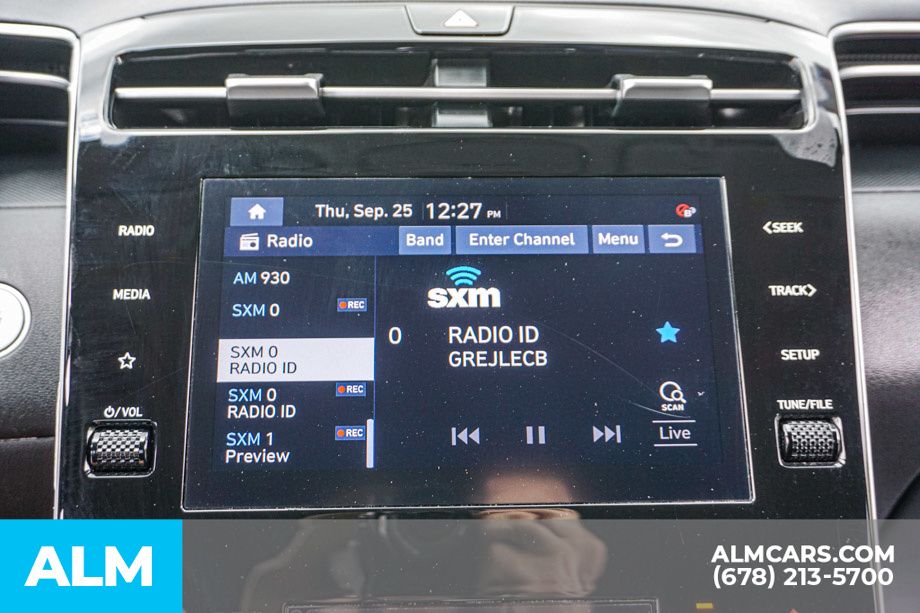 Thu, Sep. 25 12:27 PM
Radio Band Enter Channel Menu
AM 930
SXM 0 REC
SXM 0
RADIO ID
SXM 0 REC
RADIO ID
SXM 1 REC
Preview
sxm
0 RADIO ID
GREJLECB
SCAN
Live
RADIO
MEDIA
/VOL
<SEEK
TRACK>
SETUP
TUNE/FILE
ALM
ALMCARS.COM
(678) 213-5700